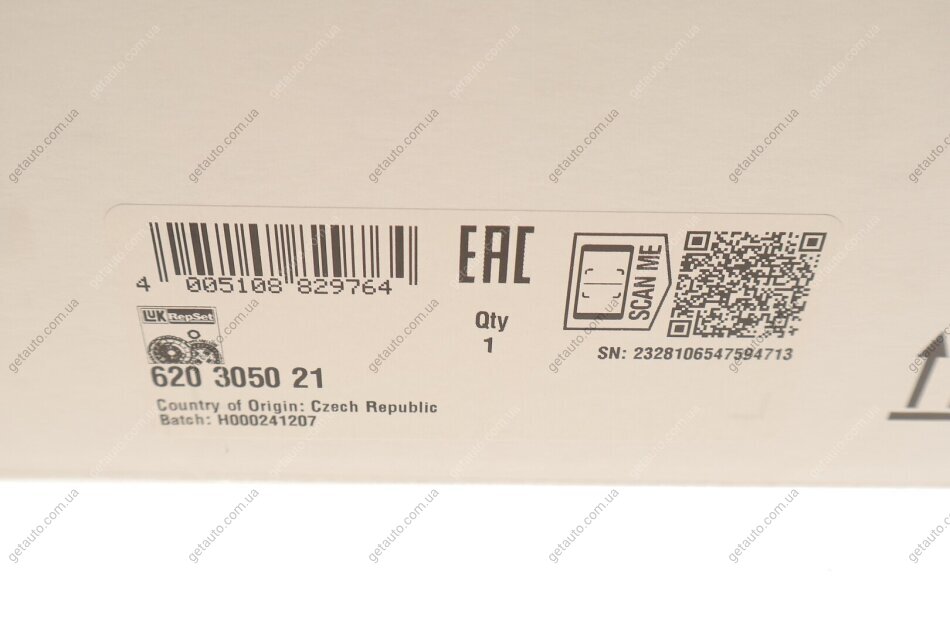 4 005108 829764
EAC
SCAN ME
Qty
1
SN: 2328106547594713
LUK RepSet
620 3050 21
Country of Origin: Czech Republic
Batch: H000241207
getauto.com.ua